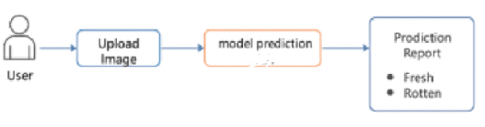 User
Upload
Image
model prediction
Prodiction
Report
Fresh
Rotten